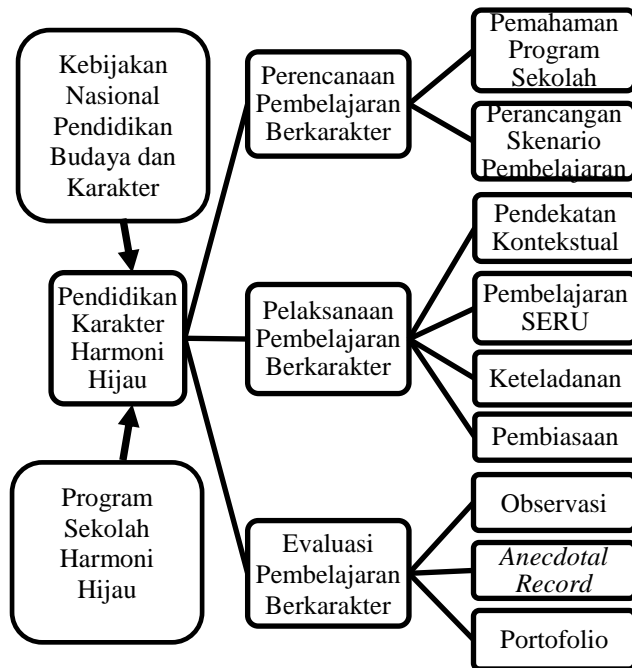 Kebijakan
Nasional
Pendidikan
Budaya dan
Karakter
Pendidikan
Karakter
Harmoni
Hijau
Program
Sekolah
Harmoni
Hijau
Perencanaan
Pembelajaran
Berkarakter
Pelaksanaan
Pembelajaran
Berkarakter
Evaluasi
Pembelajaran
Berkarakter
Pemahaman
Program
Sekolah
Perancangan
Skenario
Pembelajaran
Pendekatan
Kontekstual
Pembelajaran
SERU
Keteladanan
Pembiasaan
Observasi
Anecdotal
Record
Portofolio